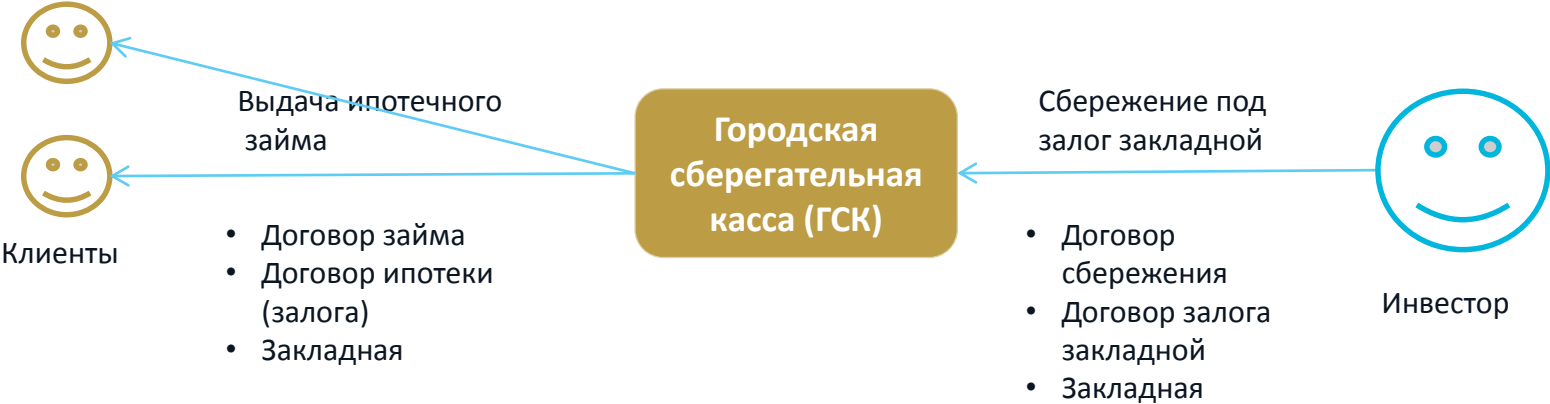 Выдача ипотечного
займа
Клиенты
• Договор займа
• Договор ипотеки
(залога)
• Закладная
Городская
сберегательная
касса (ГСК)
Сбережение под
залог закладной
• Договор
сбережения
• Договор залога
закладной
• Закладная
Инвестор